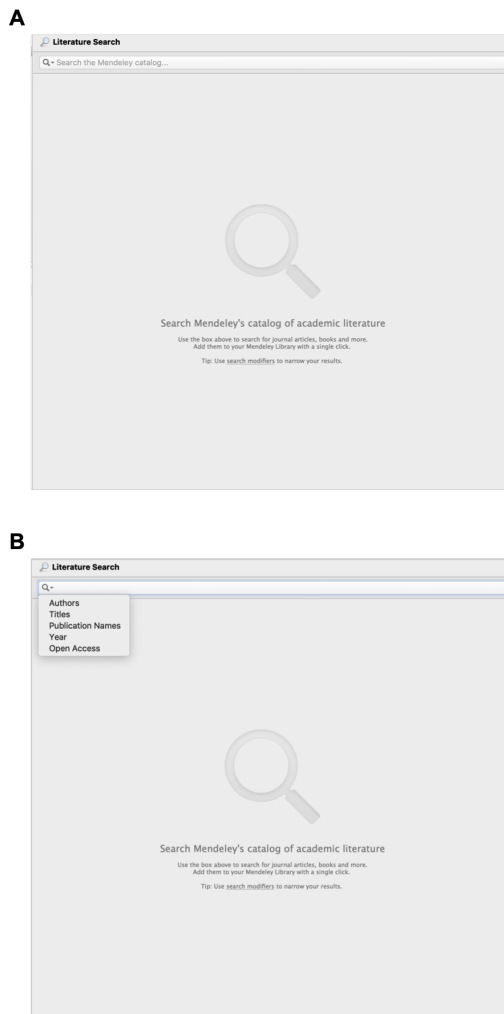 A
Literature Search
Search the Mendeley catalog...
Search Mendeley's catalog of academic literature
Use the box above to search for journal articles, books and more.
Add them to your Mendeley Library with a single click.
Tip: Use search modifiers to narrow your results.
B
Literature Search
Authors
Titles
Publication Names
Year
Open Access
Search Mendeley's catalog of academic literature
Use the box above to search for journal articles, books and more.
Add them to your Mendeley Library with a single click.
Tip: Use search modifiers to narrow your results.